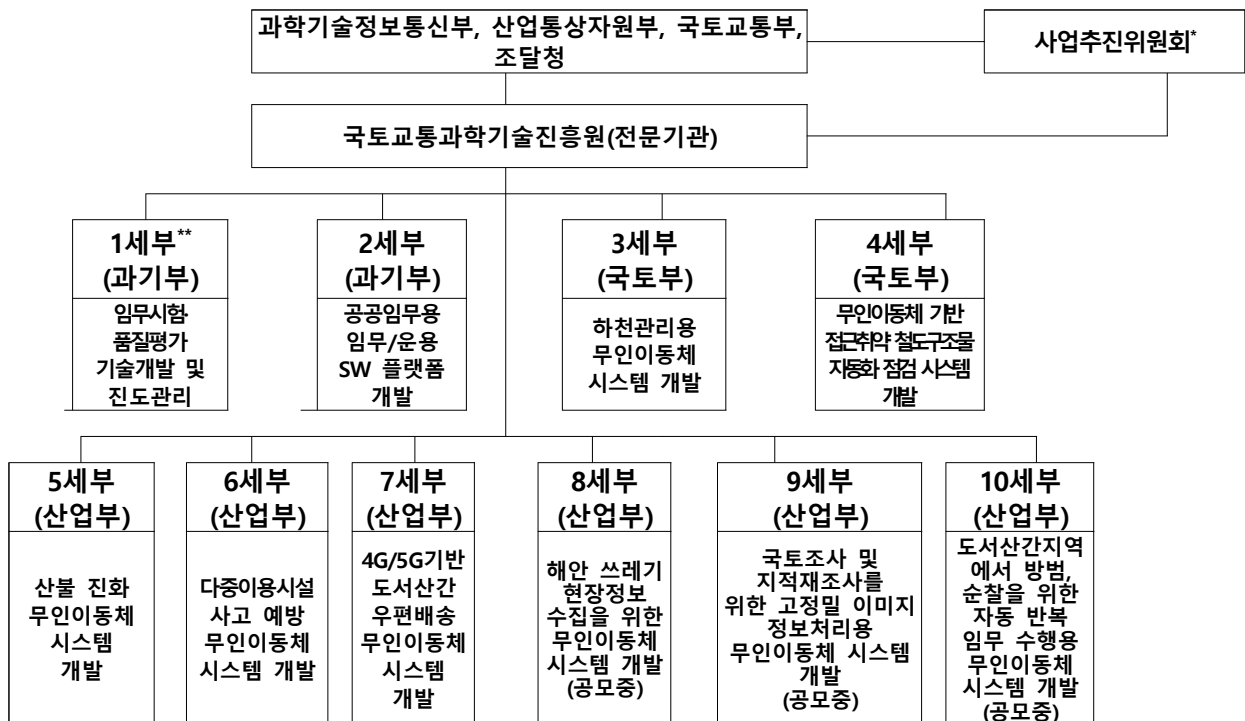 과학기술정보통신부, 산업통상자원부, 국토교통부,
조달청
사업추진위원회*
국토교통과학기술진흥원(전문기관)
1세부**
(과기부)
임무시험·
품질평가
기술개발 및
진도관리
2세부
(과기부)
공공임무용
임무/운용
SW 플랫폼
개발
3세부
(국토부)
하천관리용
무인이동체
시스템 개발
4세부
(국토부)
무인이동체 기반
접근취약 철도구조물
자동화 점검 시스템
개발
5세부
(산업부)
산불 진화
무인이동체
시스템
개발
6세부
(산업부)
다중이용시설
사고 예방
무인이동체
시스템 개발
7세부
(산업부)
4G/5G기반
도서산간
우편배송
무인이동체
시스템
개발
8세부
(산업부)
해안 쓰레기
현장정보
수집을 위한
무인이동체
시스템 개발
(공모중)
9세부
(산업부)
국토조사 및
지적재조사를
위한 고정밀 이미지
정보처리용
무인이동체 시스템
개발
(공모중)
10세부
(산업부)
도서산간지역
에서 방범,
순찰을 위한
자동 반복
임무 수행용
무인이동체
시스템 개발
(공모중)